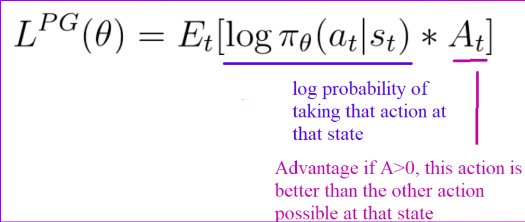 L^{PG}(θ) = E_t[log π_θ(a_t|s_t) * A_t]
log probability of
taking that action at
that state
Advantage if A>0, this action is
better than the other action
possible at that state